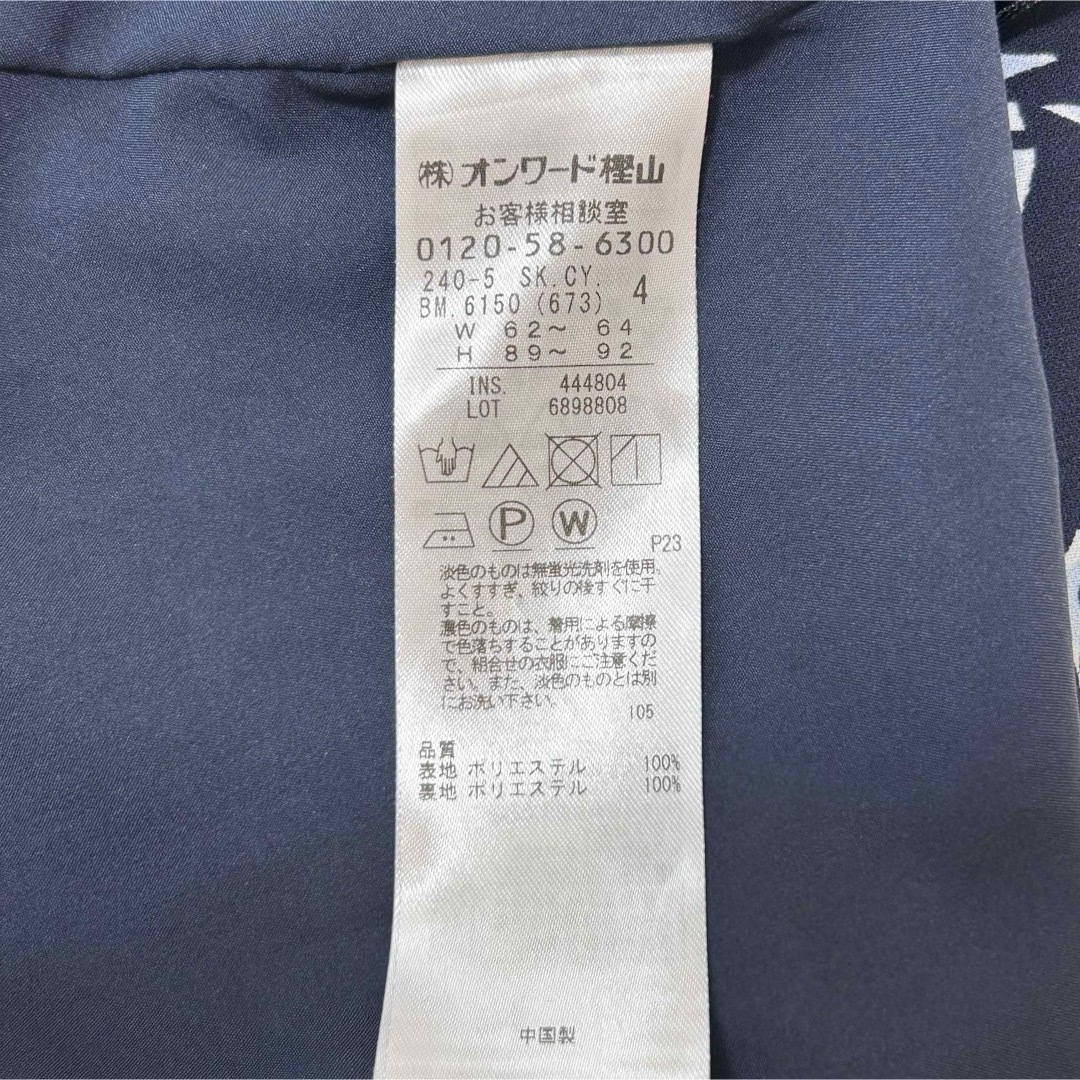 (株)オンワード樫山
お客様相談室
0120-58-6300
240-5 SK.CY. 4
BM.6150(673)
W 62~ 64
H 89~ 92
INS. 444804
LOT 6898808
P W
P23
淡色のものは無蛍光洗剤を使用。
よくすすぎ、絞りの後すぐに干
すこと。
濃色のものは、着用による摩擦
で色落ちすることがありますの
で、組合せの衣服にご注意くだ
さい。また、淡色のものとは別
にお洗い下さい。
105
品質
表地 ポリエステル 100%
裏地 ポリエステル 100%
中国製